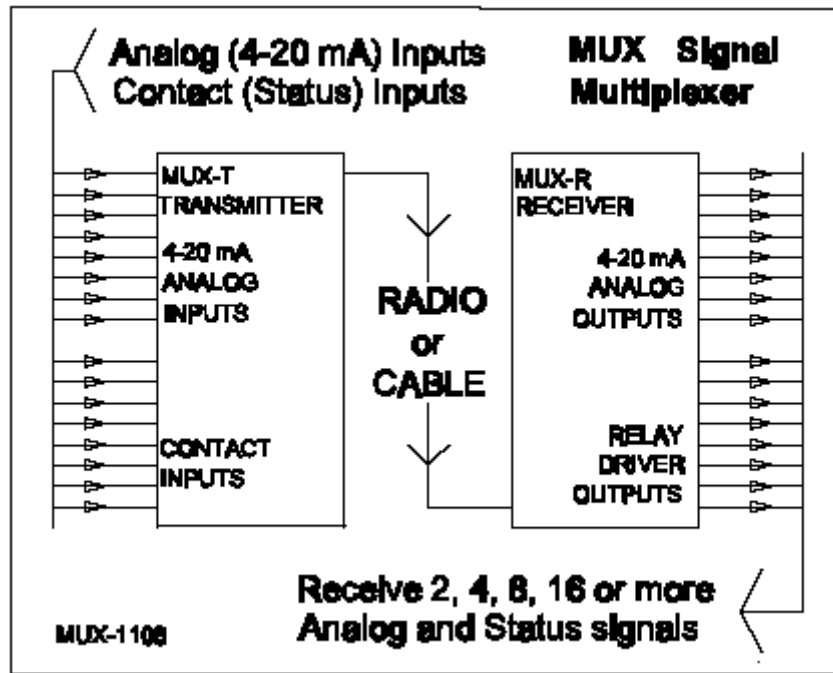 Analog (4-20 mA) Inputs
Contact (Status) Inputs
MUX Signal
Multiplexer
MUX-T
TRANSMITTER
4-20 mA
ANALOG
INPUTS
CONTACT
INPUTS
RADIO
or
CABLE
MUX-R
RECEIVER
4-20 mA
ANALOG
OUTPUTS
RELAY
DRIVER
OUTPUTS
Receive 2, 4, 8, 16 or more
Analog and Status signals
MUX-1106